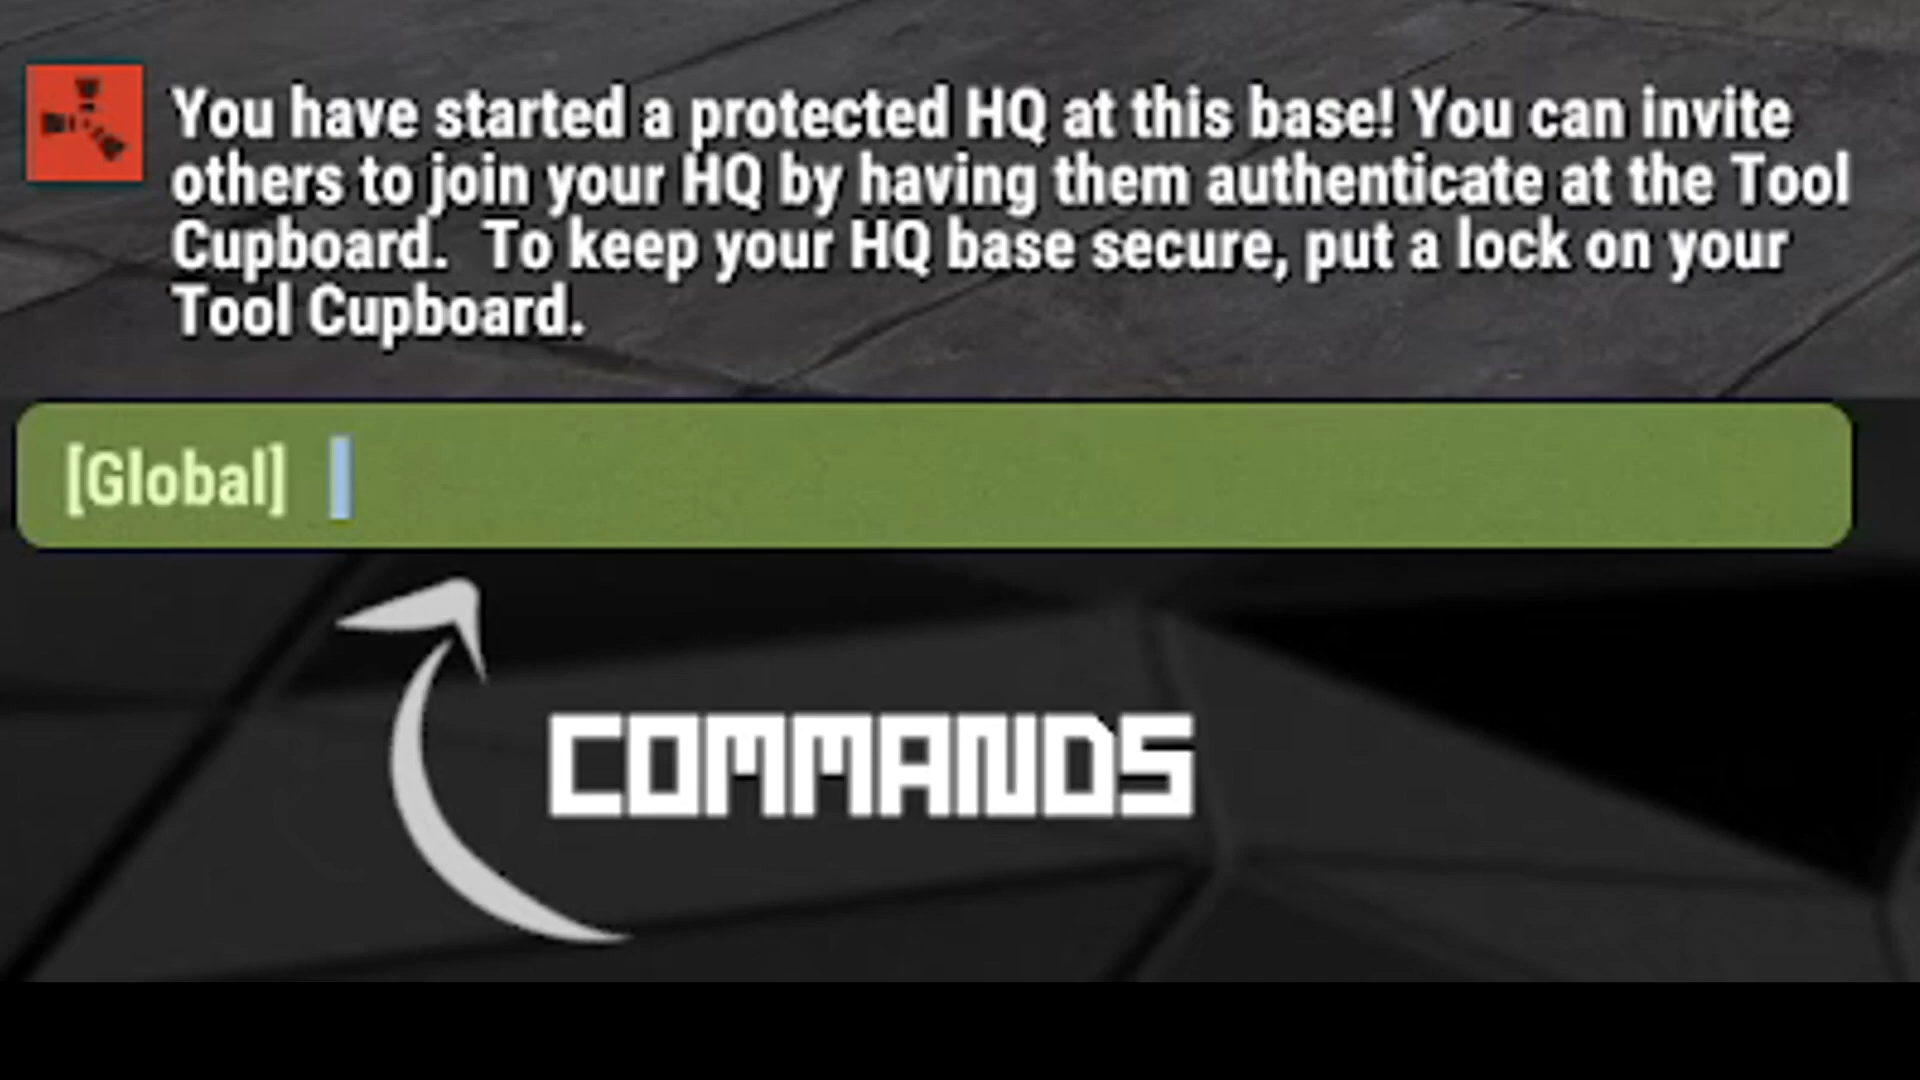 You have started a protected HQ at this base! You can invite
others to join your HQ by having them authenticate at the Tool
Cupboard.  To keep your HQ base secure, put a lock on your
Tool Cupboard.
[Global]
COMMANDS